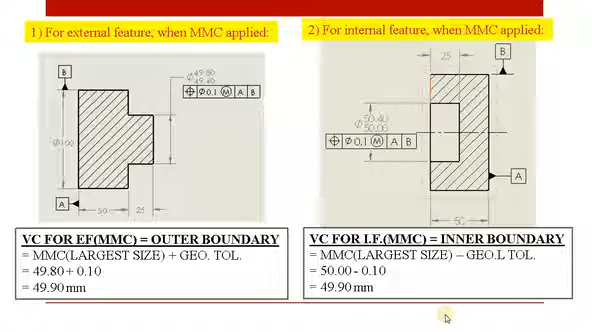 1) For external feature, when MMC applied:
2) For internal feature, when MMC applied:
B
Ø49.80
49.40
⌖ Ø0.1 Ⓜ A B
Ø100
A
50
25
25
B
Ø50.40
50.00
⌖ Ø0.1 Ⓜ A B
A
50
VC FOR EF(MMC) = OUTER BOUNDARY
= MMC(LARGEST SIZE) + GEO. TOL.
= 49.80 + 0.10
= 49.90 mm
VC FOR I.F.(MMC) = INNER BOUNDARY
= MMC(LARGEST SIZE) – GEO.L TOL.
= 50.00 - 0.10
= 49.90 mm